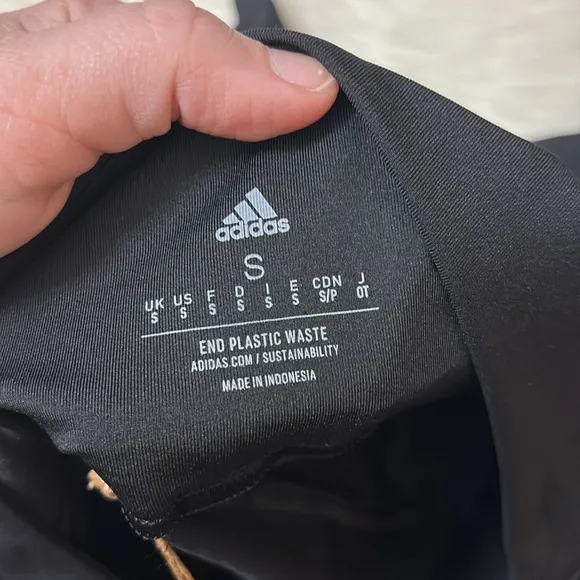 adidas
S
UK US F D I E CDN J
S S S S S S S/P OT
END PLASTIC WASTE
ADIDAS.COM / SUSTAINABILITY
MADE IN INDONESIA